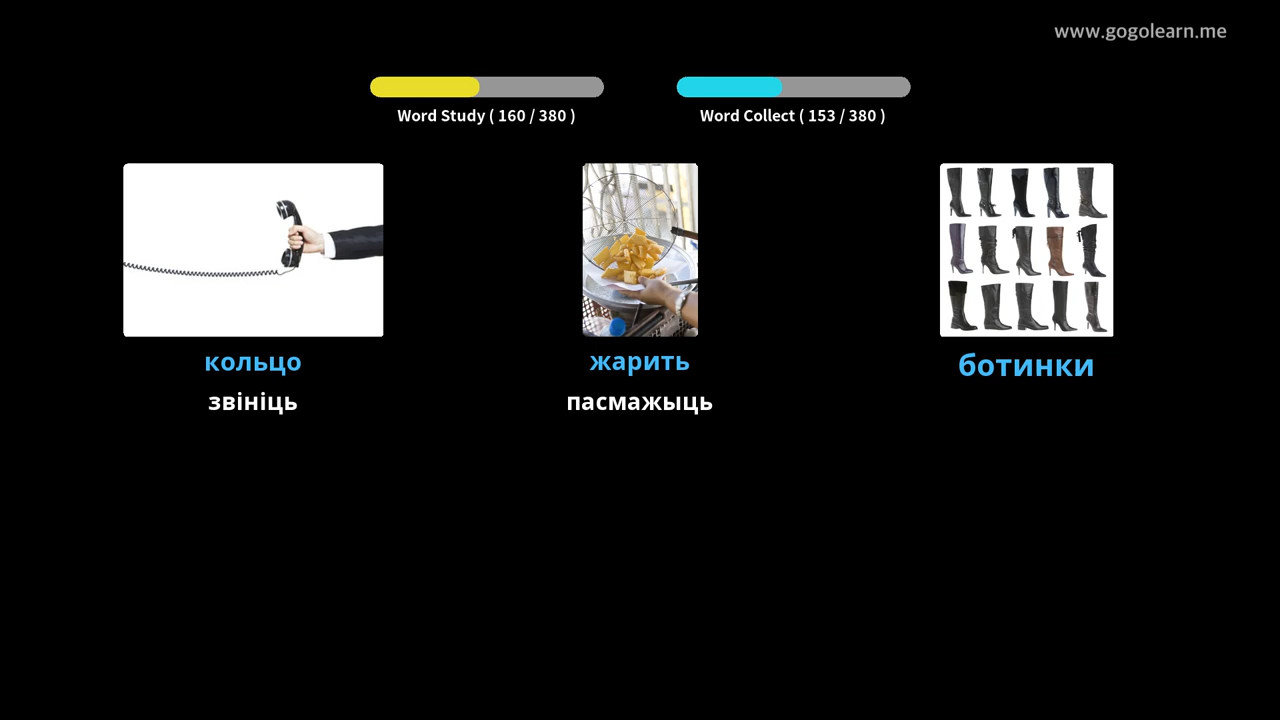 www.gogolearn.me
Word Study ( 160 / 380 )
Word Collect ( 153 / 380 )
кольцо
жарить
ботинки
звініць
пасмажыць